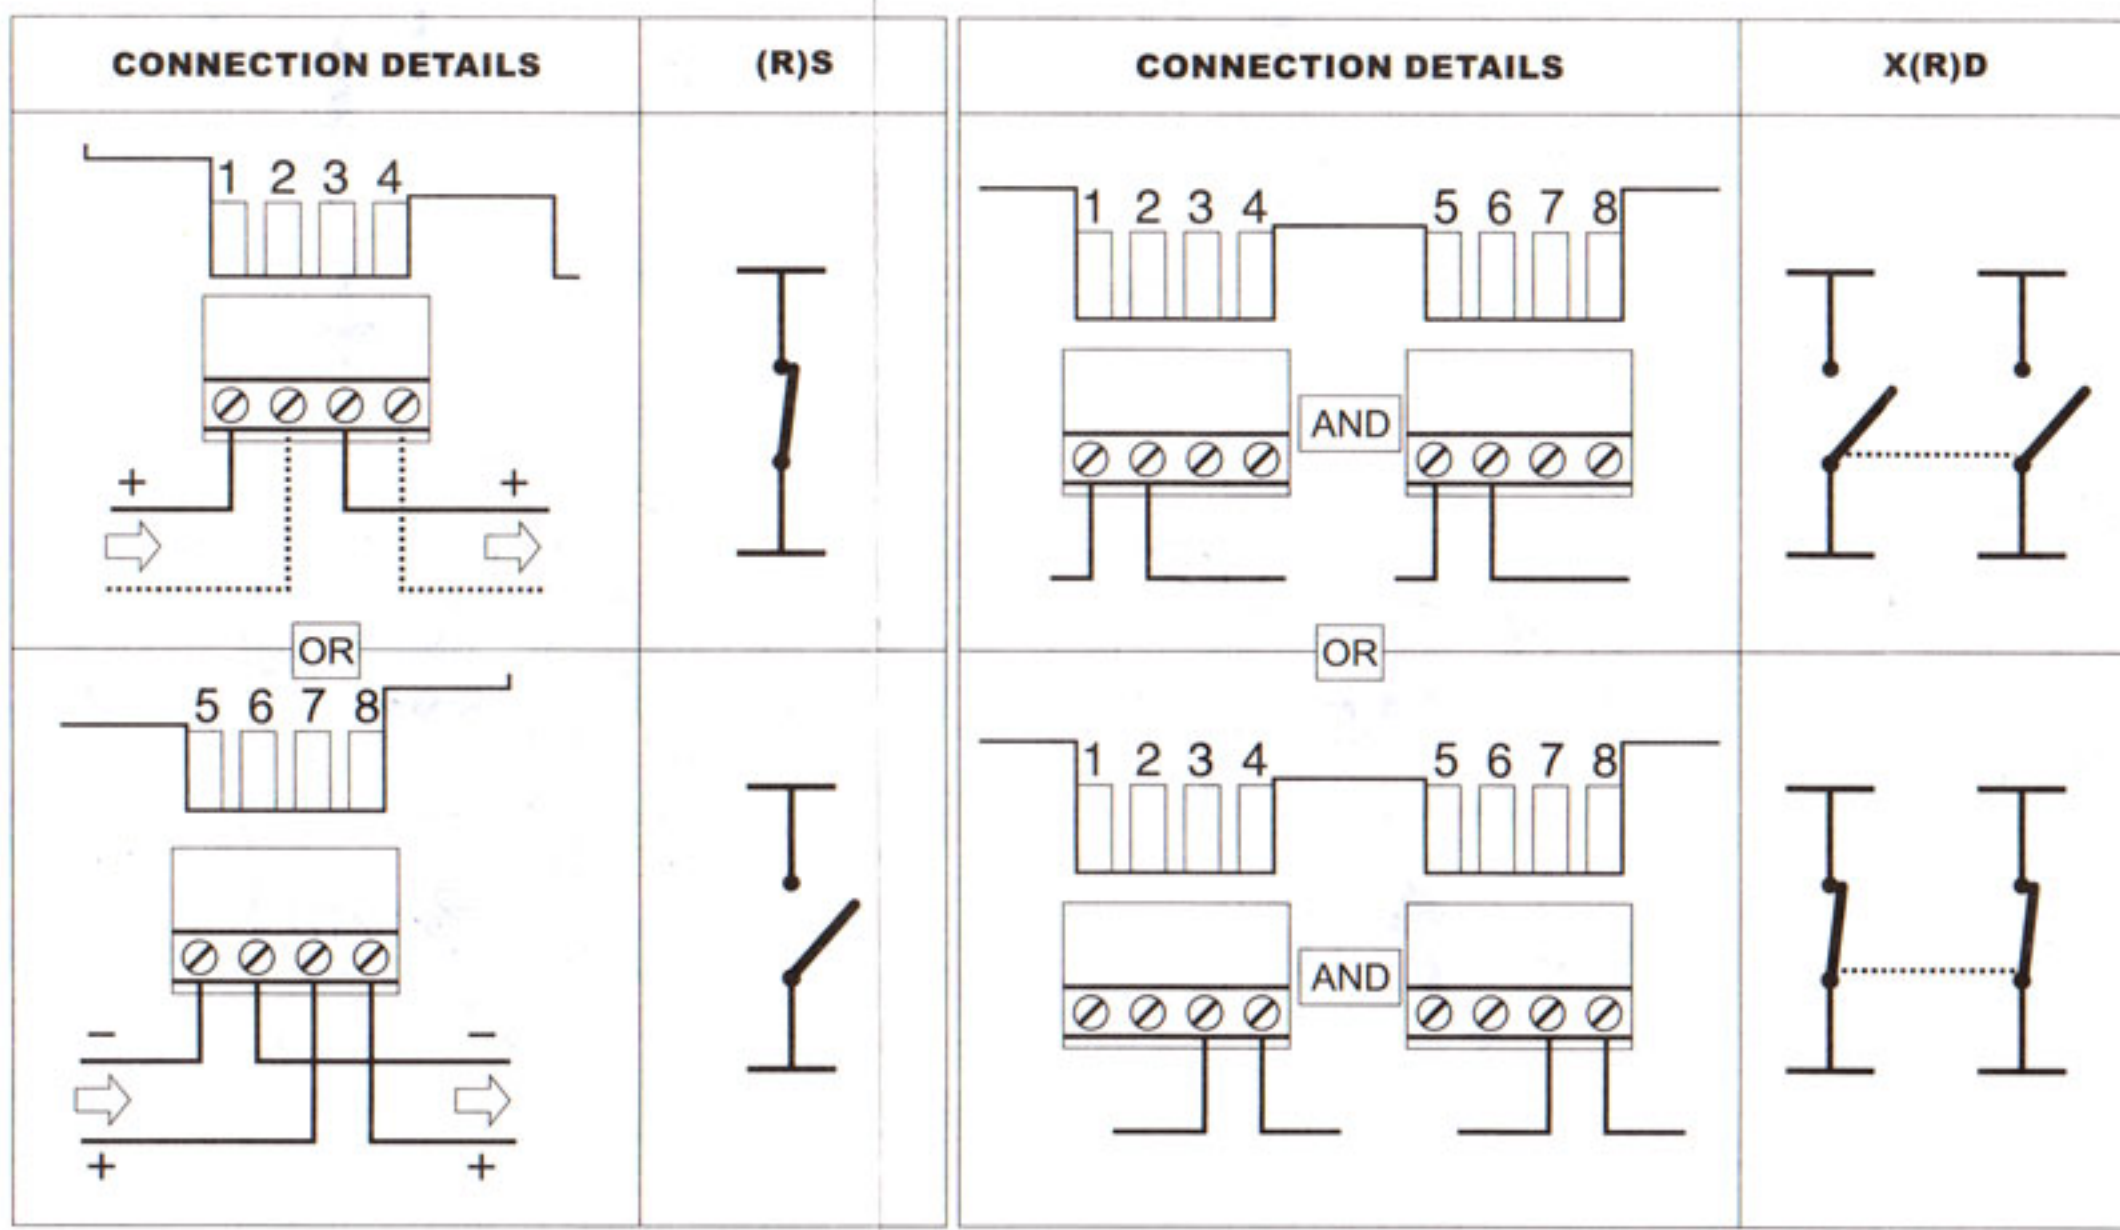 CONNECTION DETAILS (R)S CONNECTION DETAILS X(R)D
1 2 3 4
1 2 3 4 5 6 7 8
AND
+ +
OR OR
5 6 7 8
1 2 3 4 5 6 7 8
AND
− −
+ +